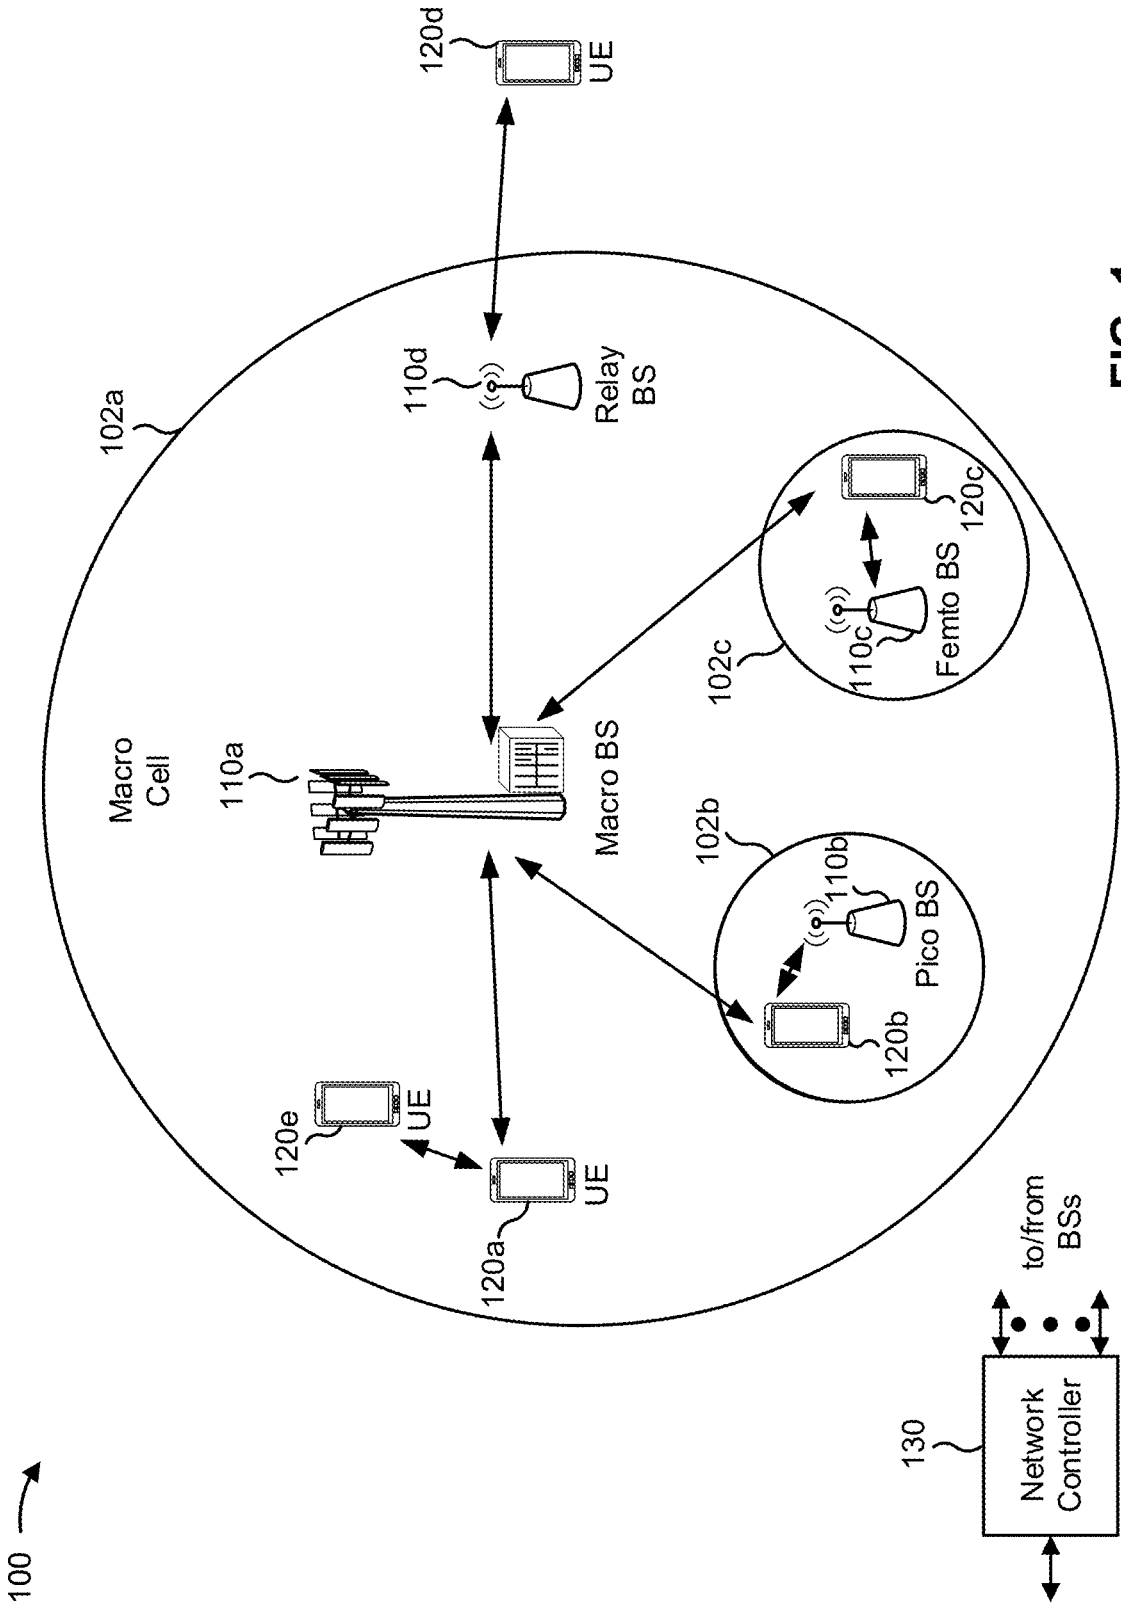 100
102a
Macro
Cell
110a
120d
UE
110d
Relay
BS
120e
UE
120a
UE
Macro BS
102c
110c
Femto BS
120c
102b
110b
Pico BS
120b
130
Network
Controller
to/from
BSs